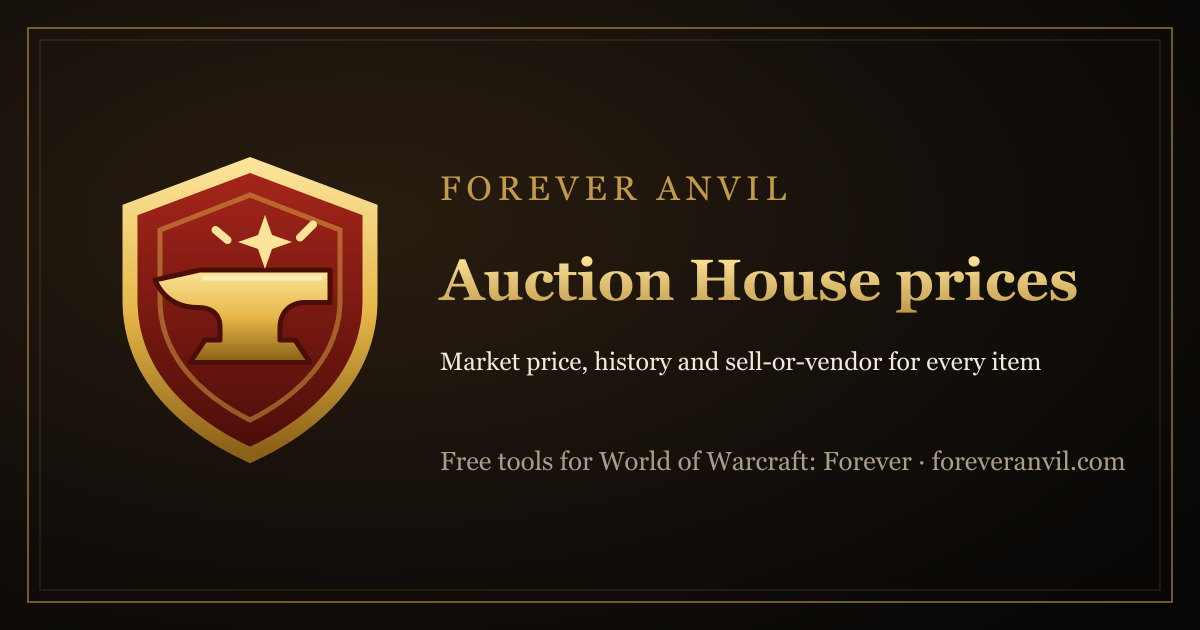 FOREVER ANVIL
Auction House prices
Market price, history and sell-or-vendor for every item
Free tools for World of Warcraft: Forever · foreveranvil.com